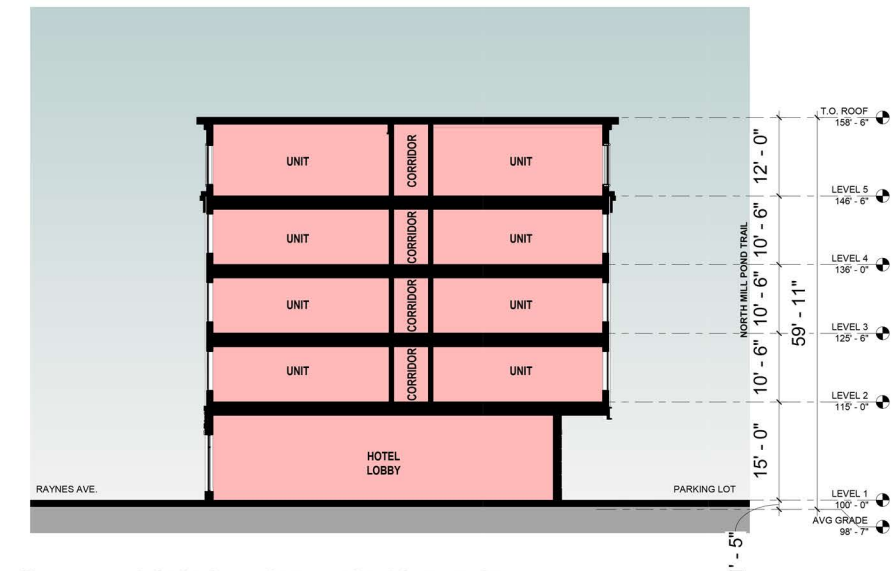 T.O. ROOF
158' - 6"
12' - 0"
UNIT
CORRIDOR
UNIT
LEVEL 5
146' - 6"
10' - 6"
UNIT
CORRIDOR
UNIT
NORTH MILL POND TRAIL
LEVEL 4
136' - 0"
10' - 6"
59' - 11"
UNIT
CORRIDOR
UNIT
LEVEL 3
125' - 6"
10' - 6"
UNIT
CORRIDOR
UNIT
LEVEL 2
115' - 0"
15' - 0"
HOTEL
LOBBY
RAYNES AVE.
PARKING LOT
LEVEL 1
100' - 0"
AVG GRADE
98' - 7"
' - 5"